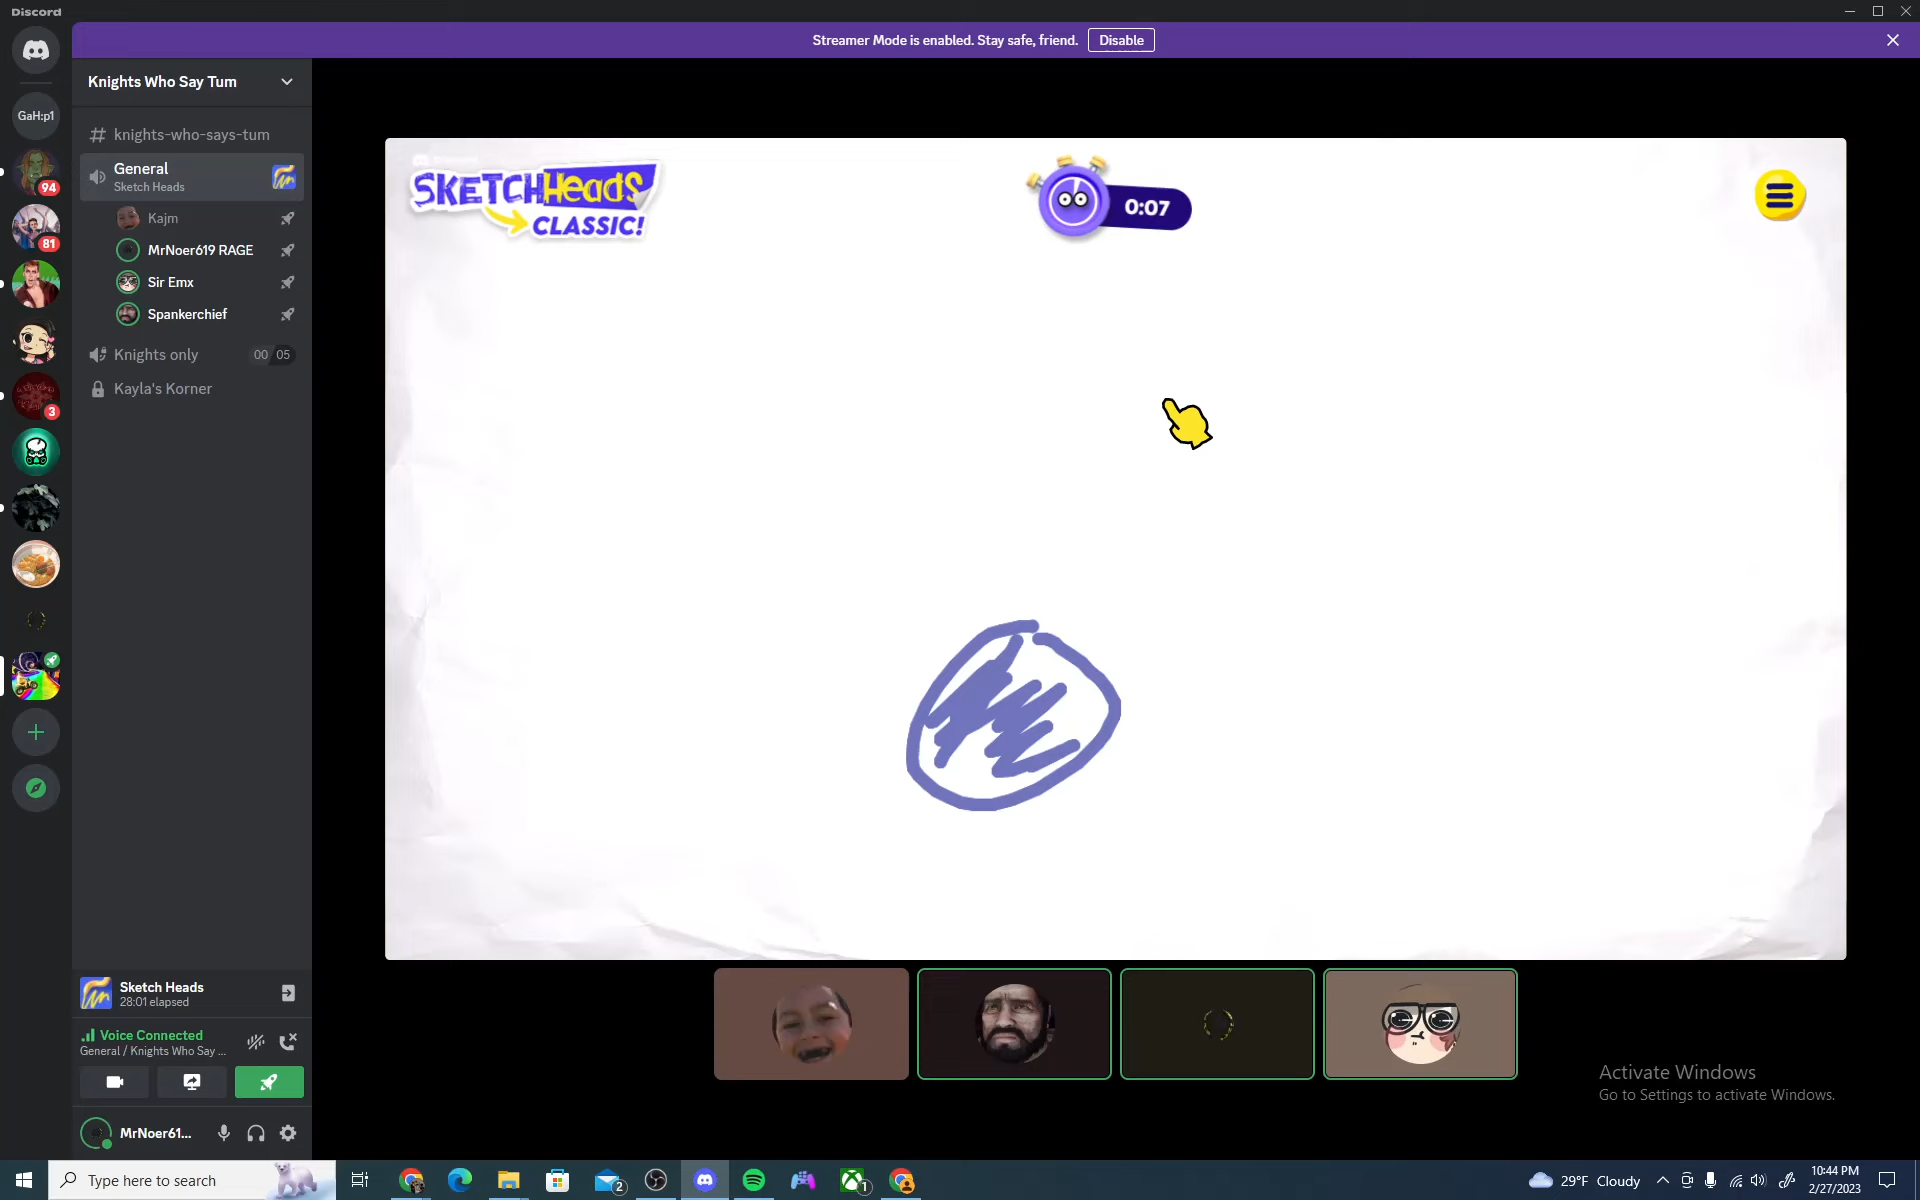 Discord
Streamer Mode is enabled. Stay safe, friend.
Disable
Knights Who Say Tum
GaH:p1
knights-who-says-tum
General
Sketch Heads
94
Kajm
81
MrNoer619 RAGE
Sir Emx
Spankerchief
Knights only
00 05
Kayla's Korner
3
SKETCHHeadS
CLASSIC!
0:07
Sketch Heads
28:01 elapsed
Voice Connected
General / Knights Who Say ...
MrNoer61...
Activate Windows
Go to Settings to activate Windows.
Type here to search
2
1
29°F Cloudy
10:44 PM
2/27/2023